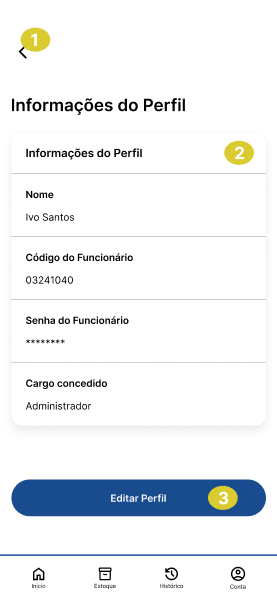 1
Informações do Perfil
Informações do Perfil 2
Nome
Ivo Santos
Código do Funcionário
03241040
Senha do Funcionário
********
Cargo concedido
Administrador
Editar Perfil 3
Início Estoque Histórico Conta